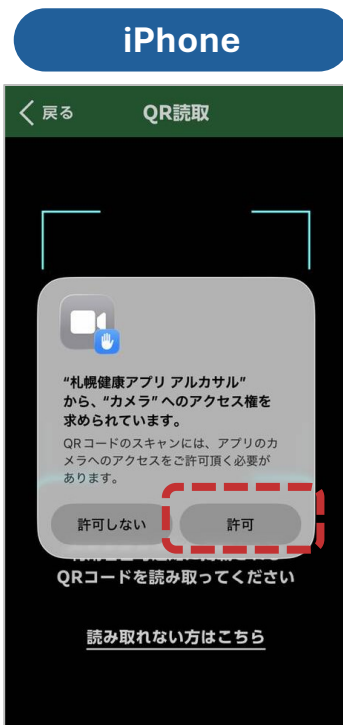 iPhone
戻る
QR読取
“札幌健康アプリ アルカサル”
から、“カメラ” へのアクセス権を
求められています。
QRコードのスキャンには、アプリのカ
メラへのアクセスをご許可頂く必要が
あります。
許可しない
許可
QRコードを読み取ってください
読み取れない方はこちら